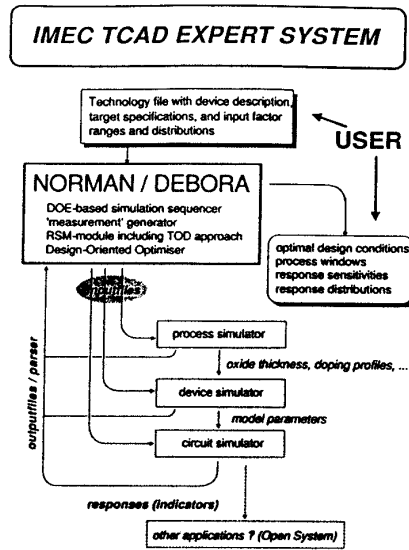 IMEC TCAD EXPERT SYSTEM
Technology file with device description,
target specifications, and input factor
ranges and distributions
USER
NORMAN / DEBORA
DOE-based simulation sequencer
'measurement' generator
RSM-module including TOD approach
Design-Oriented Optimiser
optimal design conditions
process windows
response sensitivities
response distributions
inputfiles
process simulator
oxide thickness, doping profiles, ...
device simulator
model parameters
circuit simulator
outputfiles / parser
responses (indicators)
other applications ? (Open System)